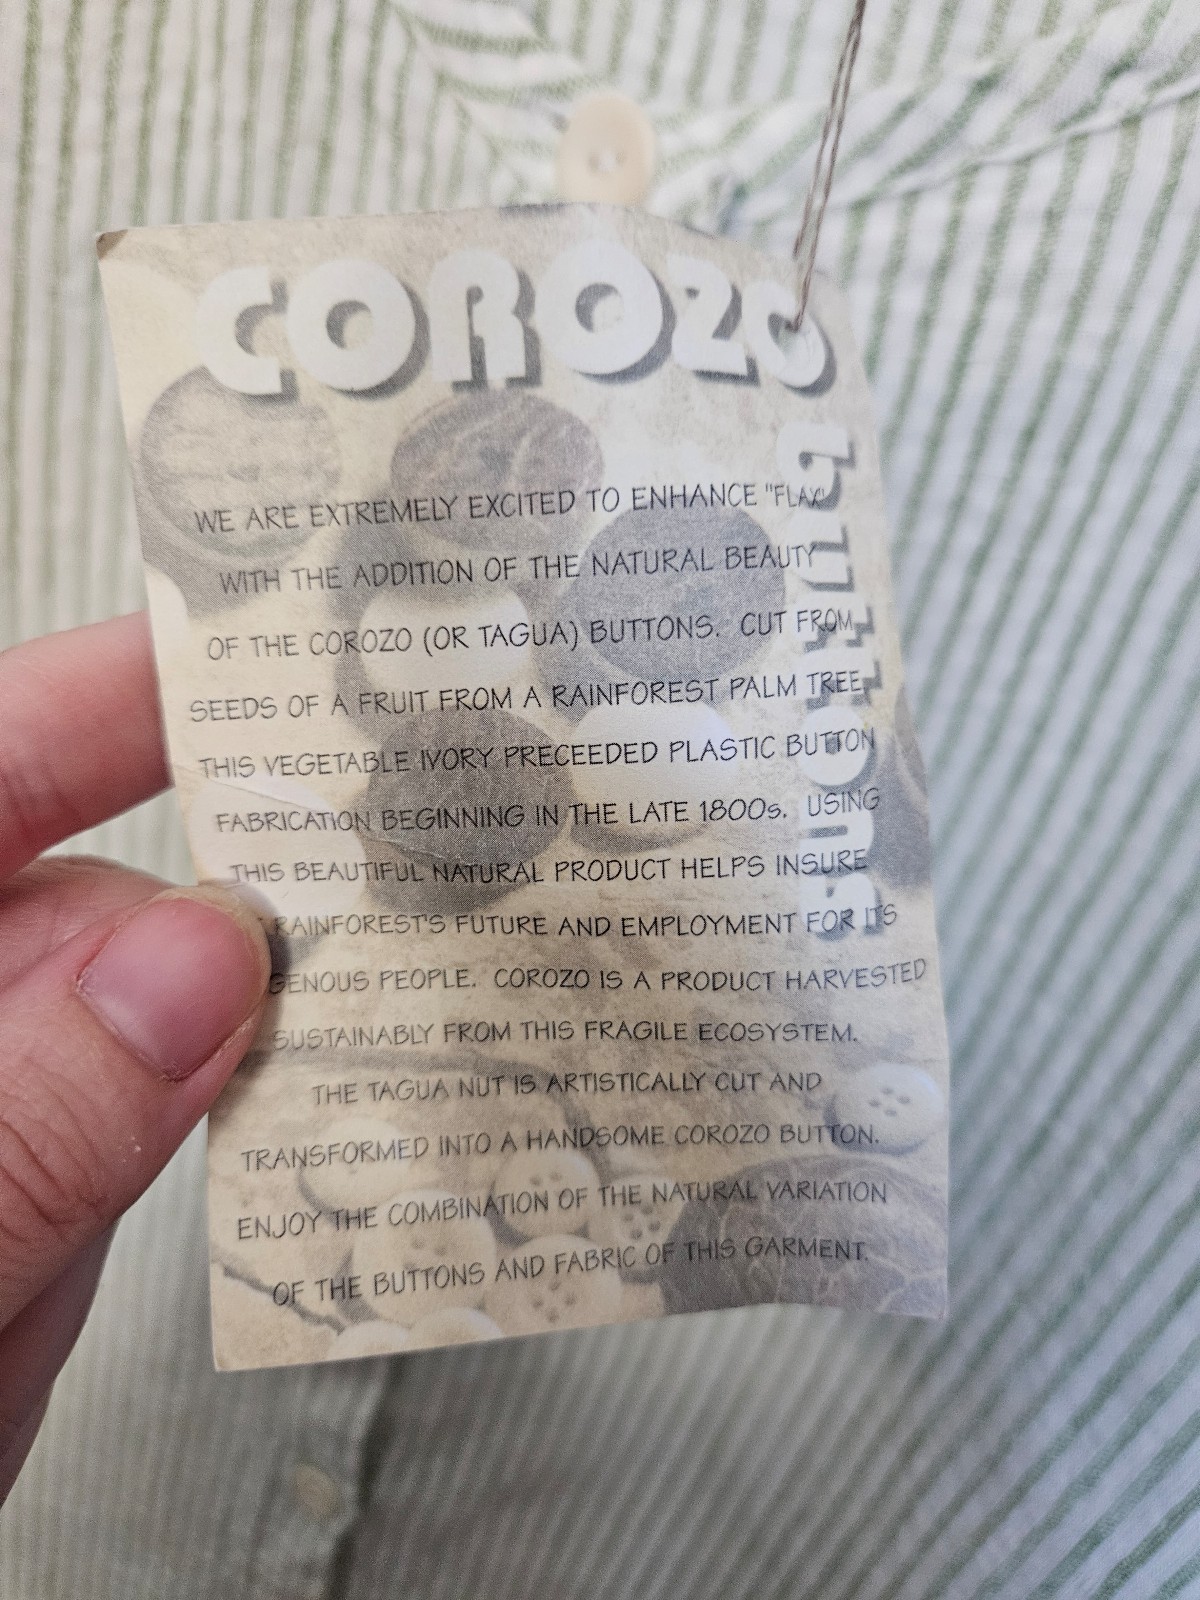 COROZO
BUTTONS
WE ARE EXTREMELY EXCITED TO ENHANCE "FLAX"
WITH THE ADDITION OF THE NATURAL BEAUTY
OF THE COROZO (OR TAGUA) BUTTONS. CUT FROM
SEEDS OF A FRUIT FROM A RAINFOREST PALM TREE,
THIS VEGETABLE IVORY PRECEEDED PLASTIC BUTTON
FABRICATION BEGINNING IN THE LATE 1800s. USING
THIS BEAUTIFUL NATURAL PRODUCT HELPS INSURE
RAINFOREST'S FUTURE AND EMPLOYMENT FOR ITS
GENOUS PEOPLE. COROZO IS A PRODUCT HARVESTED
SUSTAINABLY FROM THIS FRAGILE ECOSYSTEM.
THE TAGUA NUT IS ARTISTICALLY CUT AND
TRANSFORMED INTO A HANDSOME COROZO BUTTON.
ENJOY THE COMBINATION OF THE NATURAL VARIATION
OF THE BUTTONS AND FABRIC OF THIS GARMENT.